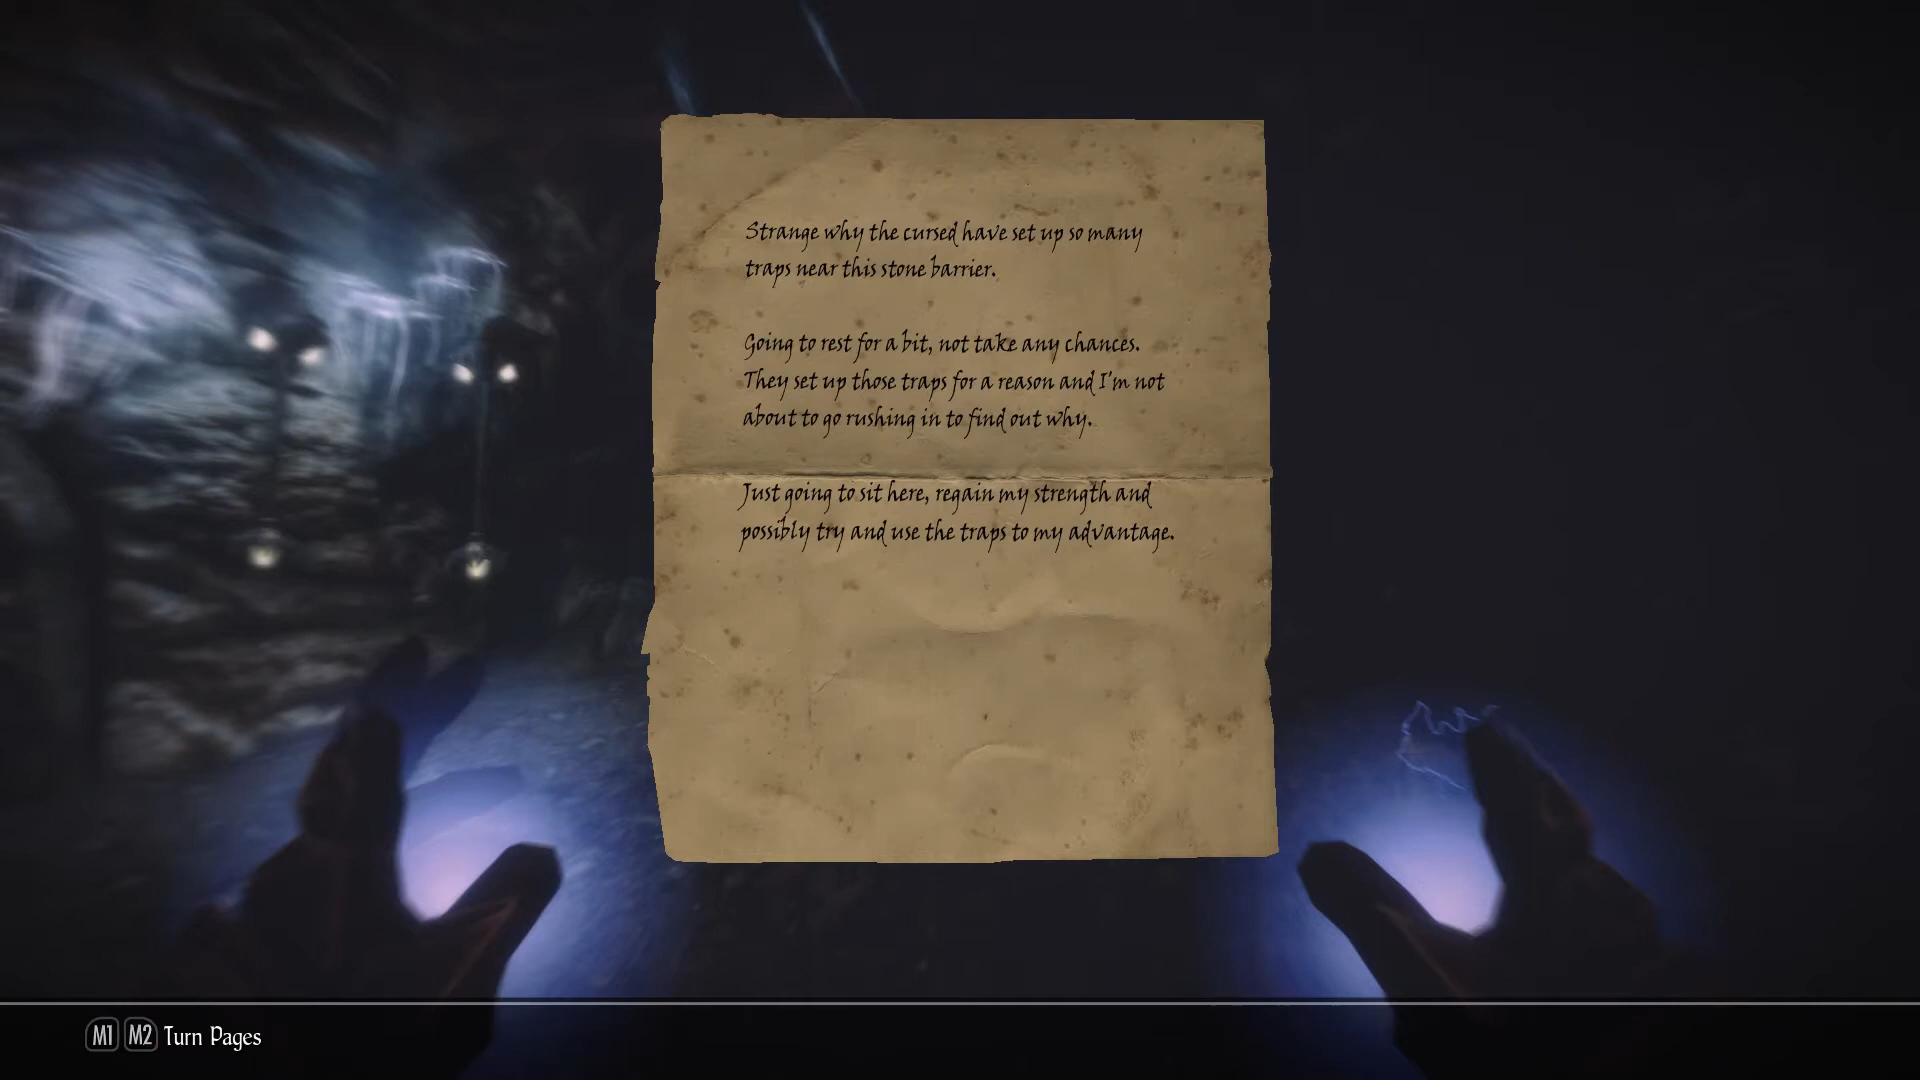 Strange why the cursed have set up so many
traps near this stone barrier.
Going to rest for a bit, not take any chances.
They set up those traps for a reason and I'm not
about to go rushing in to find out why.
Just going to sit here, regain my strength and
possibly try and use the traps to my advantage.
M1 M2 Turn Pages